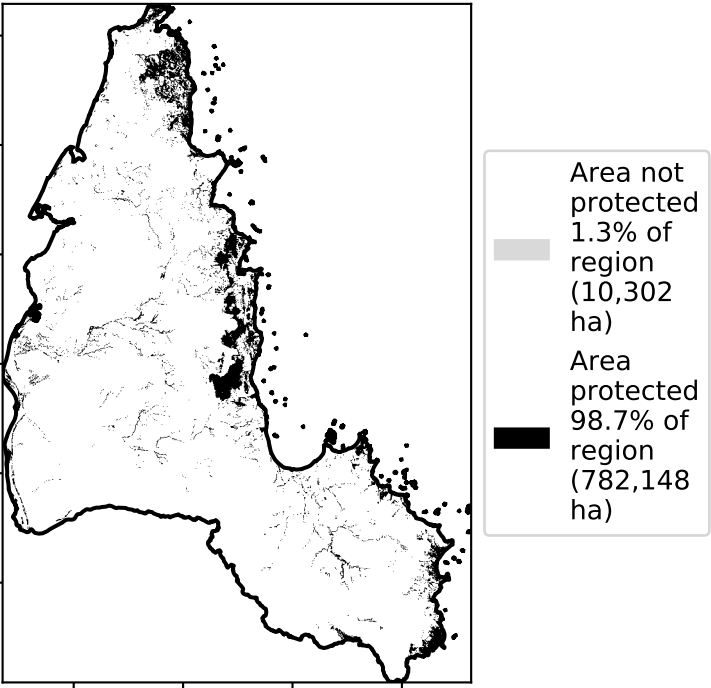 Area not
protected
1.3% of
region
(10,302
ha)
Area
protected
98.7% of
region
(782,148
ha)